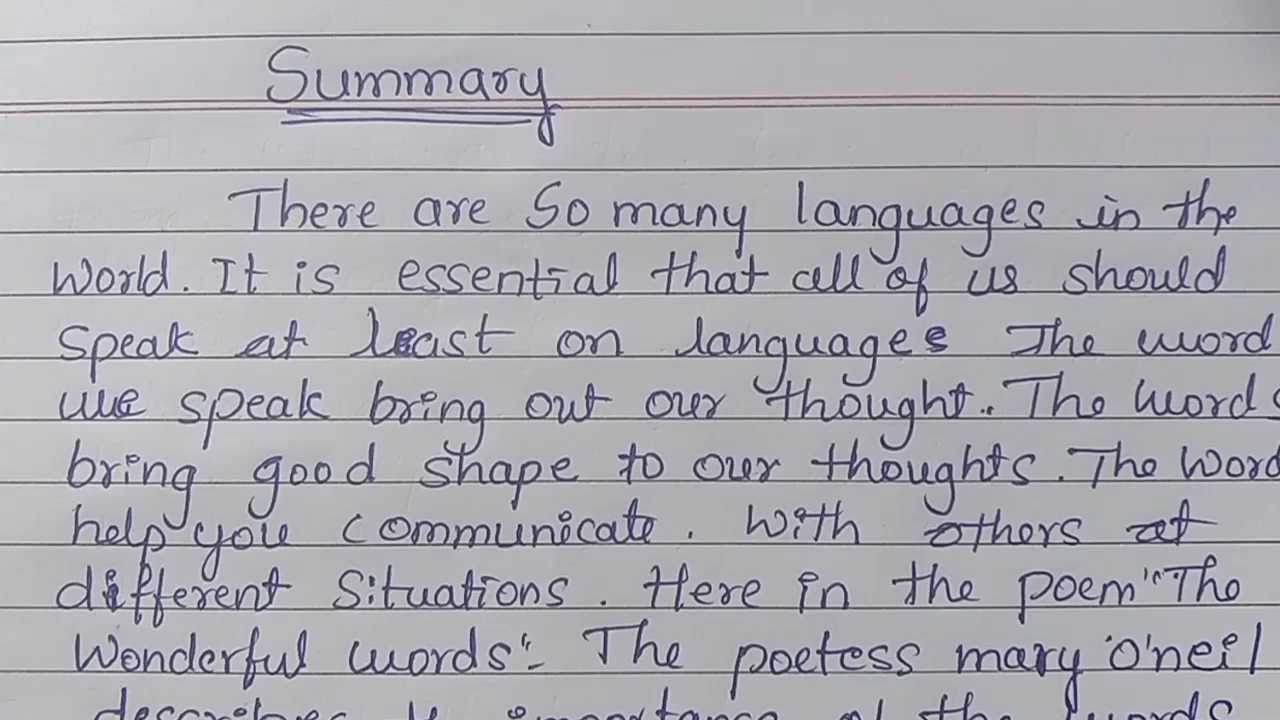 Summary
There are So many languages in the
World. It is essential that all of us should
speak at least on languages The word
we speak bring out our thought. The words
bring good shape to our thoughts. The Word
help you communicate. With others at
different Situations. Here in the poem "The
Wonderful words". The poetess mary o'neil
of the words